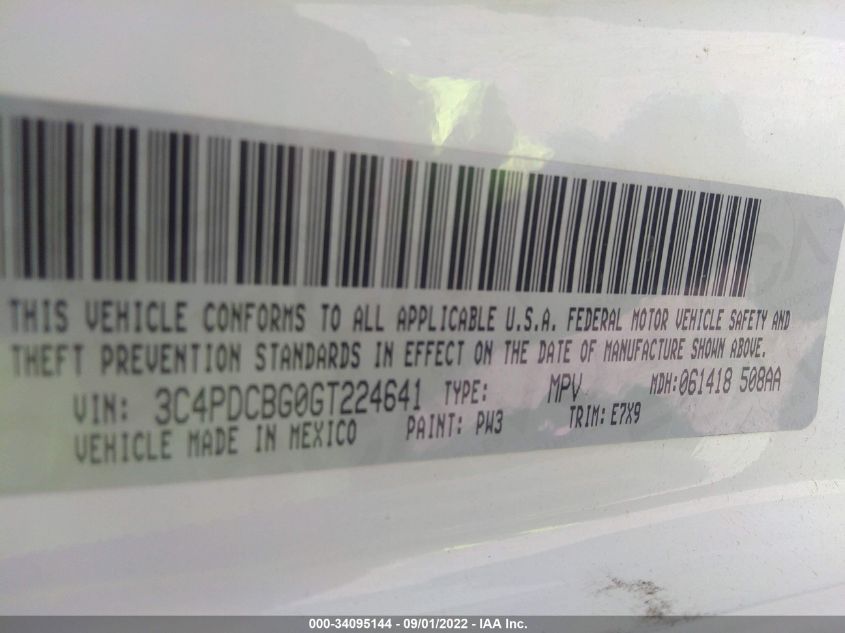 THIS VEHICLE CONFORMS TO ALL APPLICABLE U.S.A. FEDERAL MOTOR VEHICLE SAFETY AND
THEFT PREVENTION STANDARDS IN EFFECT ON THE DATE OF MANUFACTURE SHOWN ABOVE.
VIN: 3C4PDCBG0GT224641 TYPE: MPV MDH:061418 508AA
VEHICLE MADE IN MEXICO PAINT: PW3 TRIM: E7X9
000-34095144 - 09/01/2022 - IAA Inc.